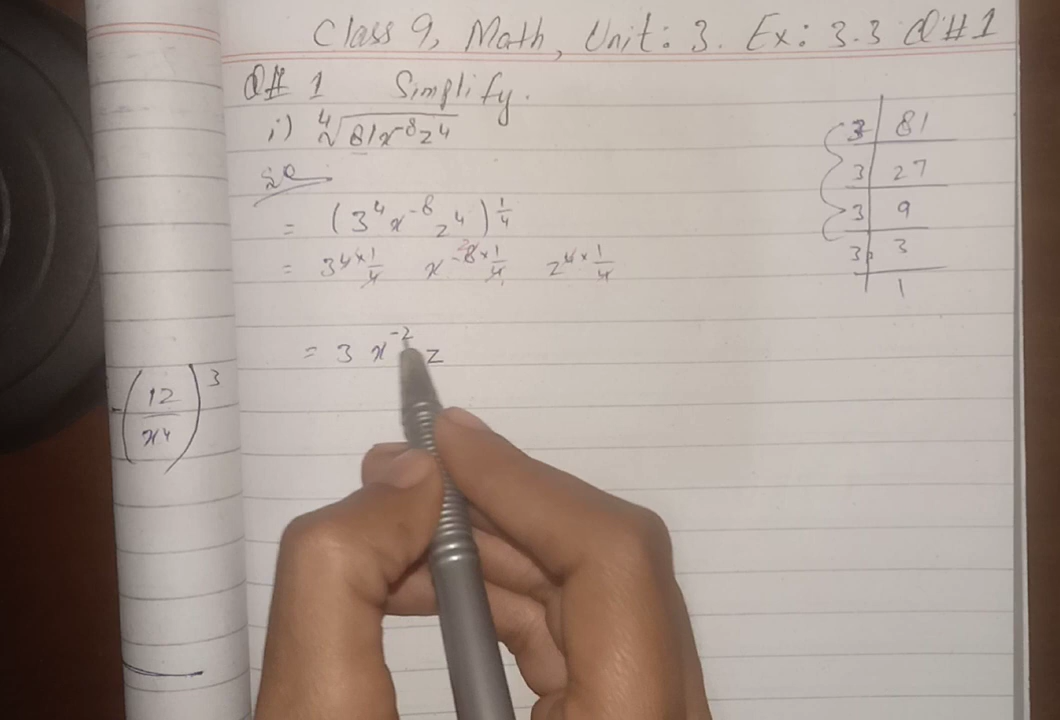 Class 9, Math, Unit: 3. Ex: 3.3 Q#1
Q# 1 Simplify.
i) ⁴√81x⁻⁸z⁴
Sol
= (3⁴x⁻⁸z⁴)^1/4
= 3^4×1/4 x^-8×1/4 z^4×1/4
= 3 x⁻² z
3 | 81
3 | 27
3 | 9
3 | 3
1
(12/x⁴)³